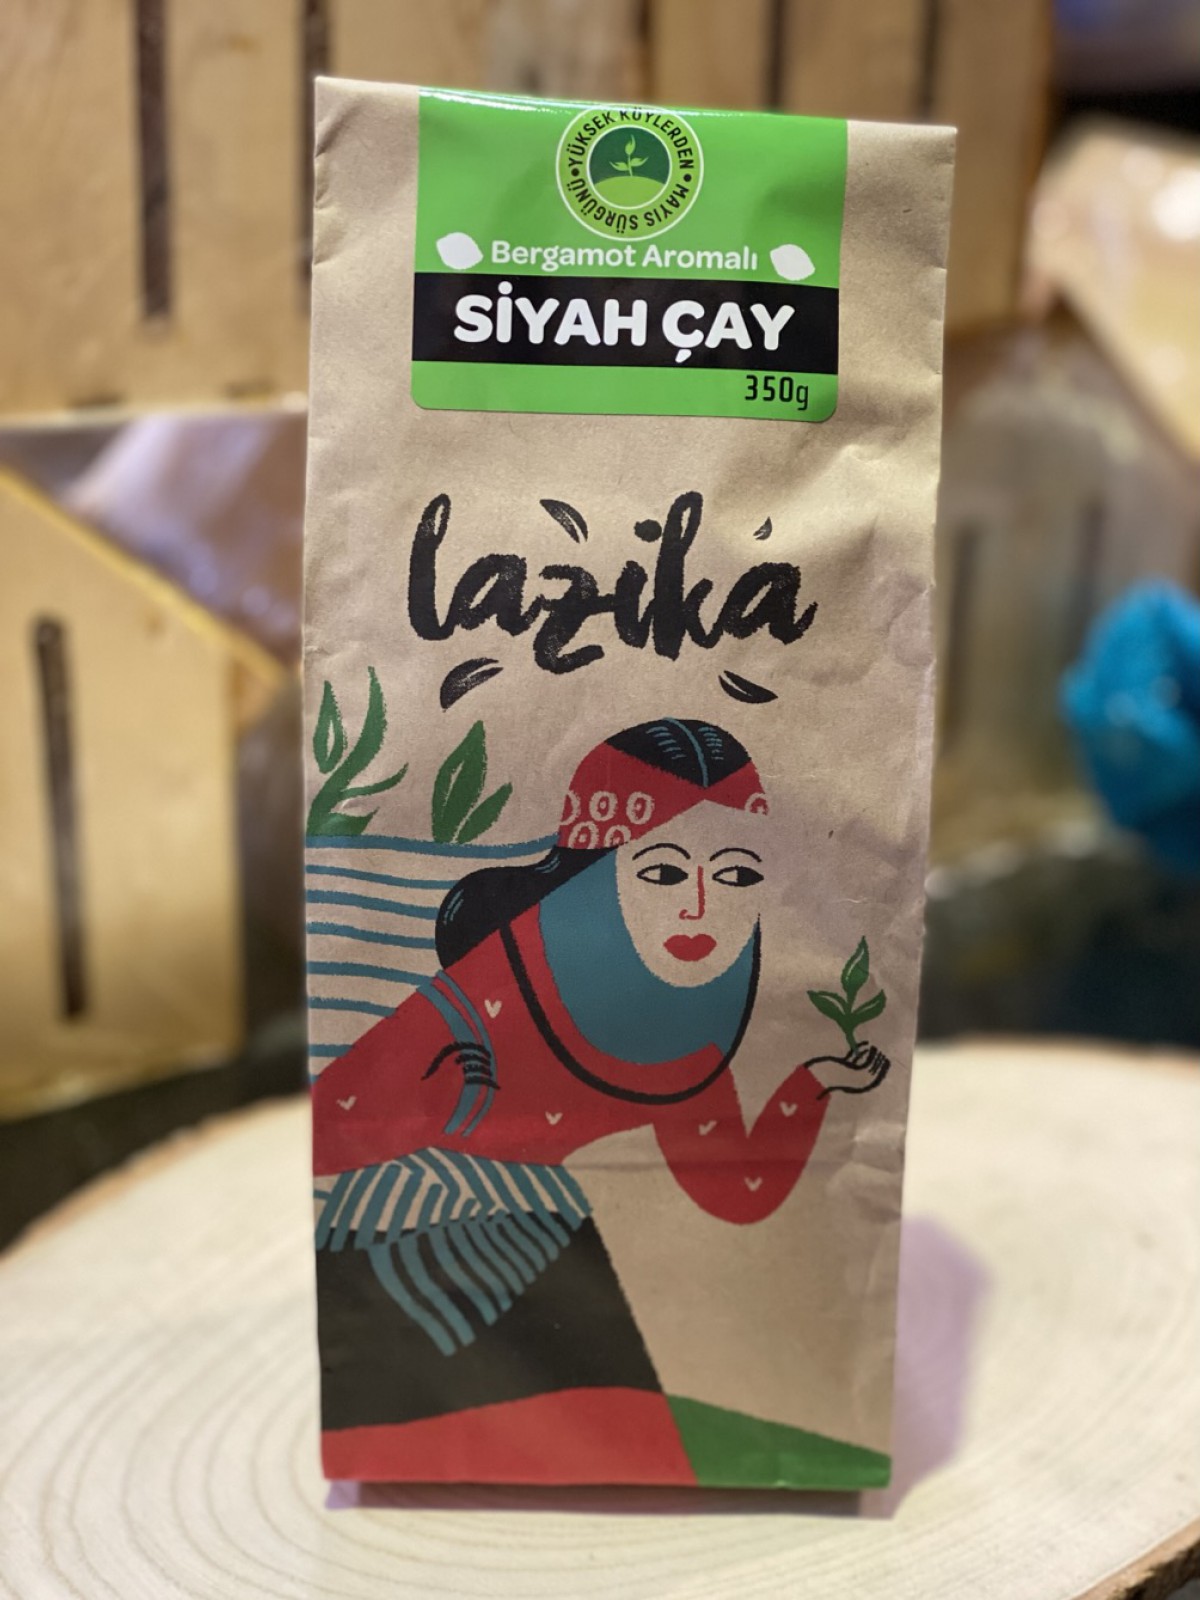 YÜKSEK KÖYLERDEN • MAYIS SÜRGÜNÜ •
Bergamot Aromalı
SİYAH ÇAY
350g
lazika